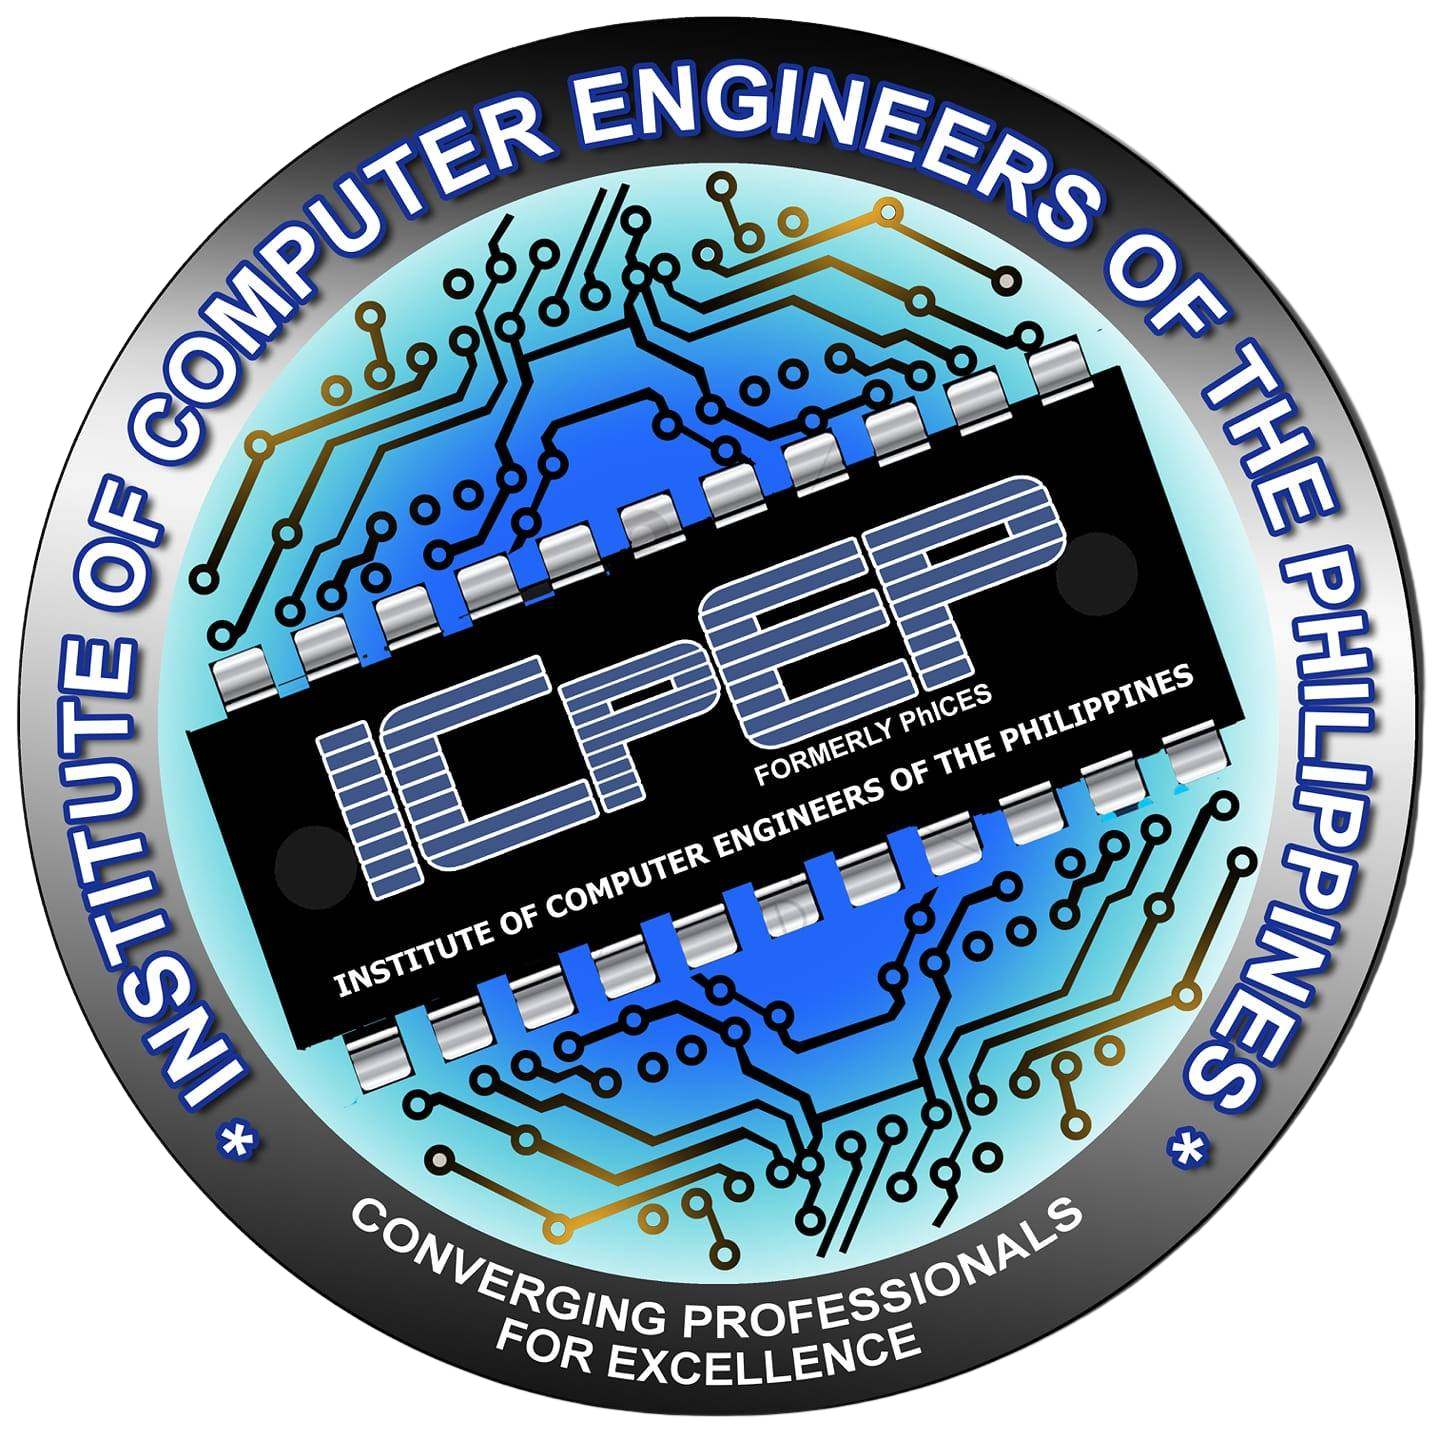 INSTITUTE OF COMPUTER ENGINEERS OF THE PHILIPPINES
ICpEP
FORMERLY PhICES
INSTITUTE OF COMPUTER ENGINEERS OF THE PHILIPPINES
* *
CONVERGING PROFESSIONALS
FOR EXCELLENCE